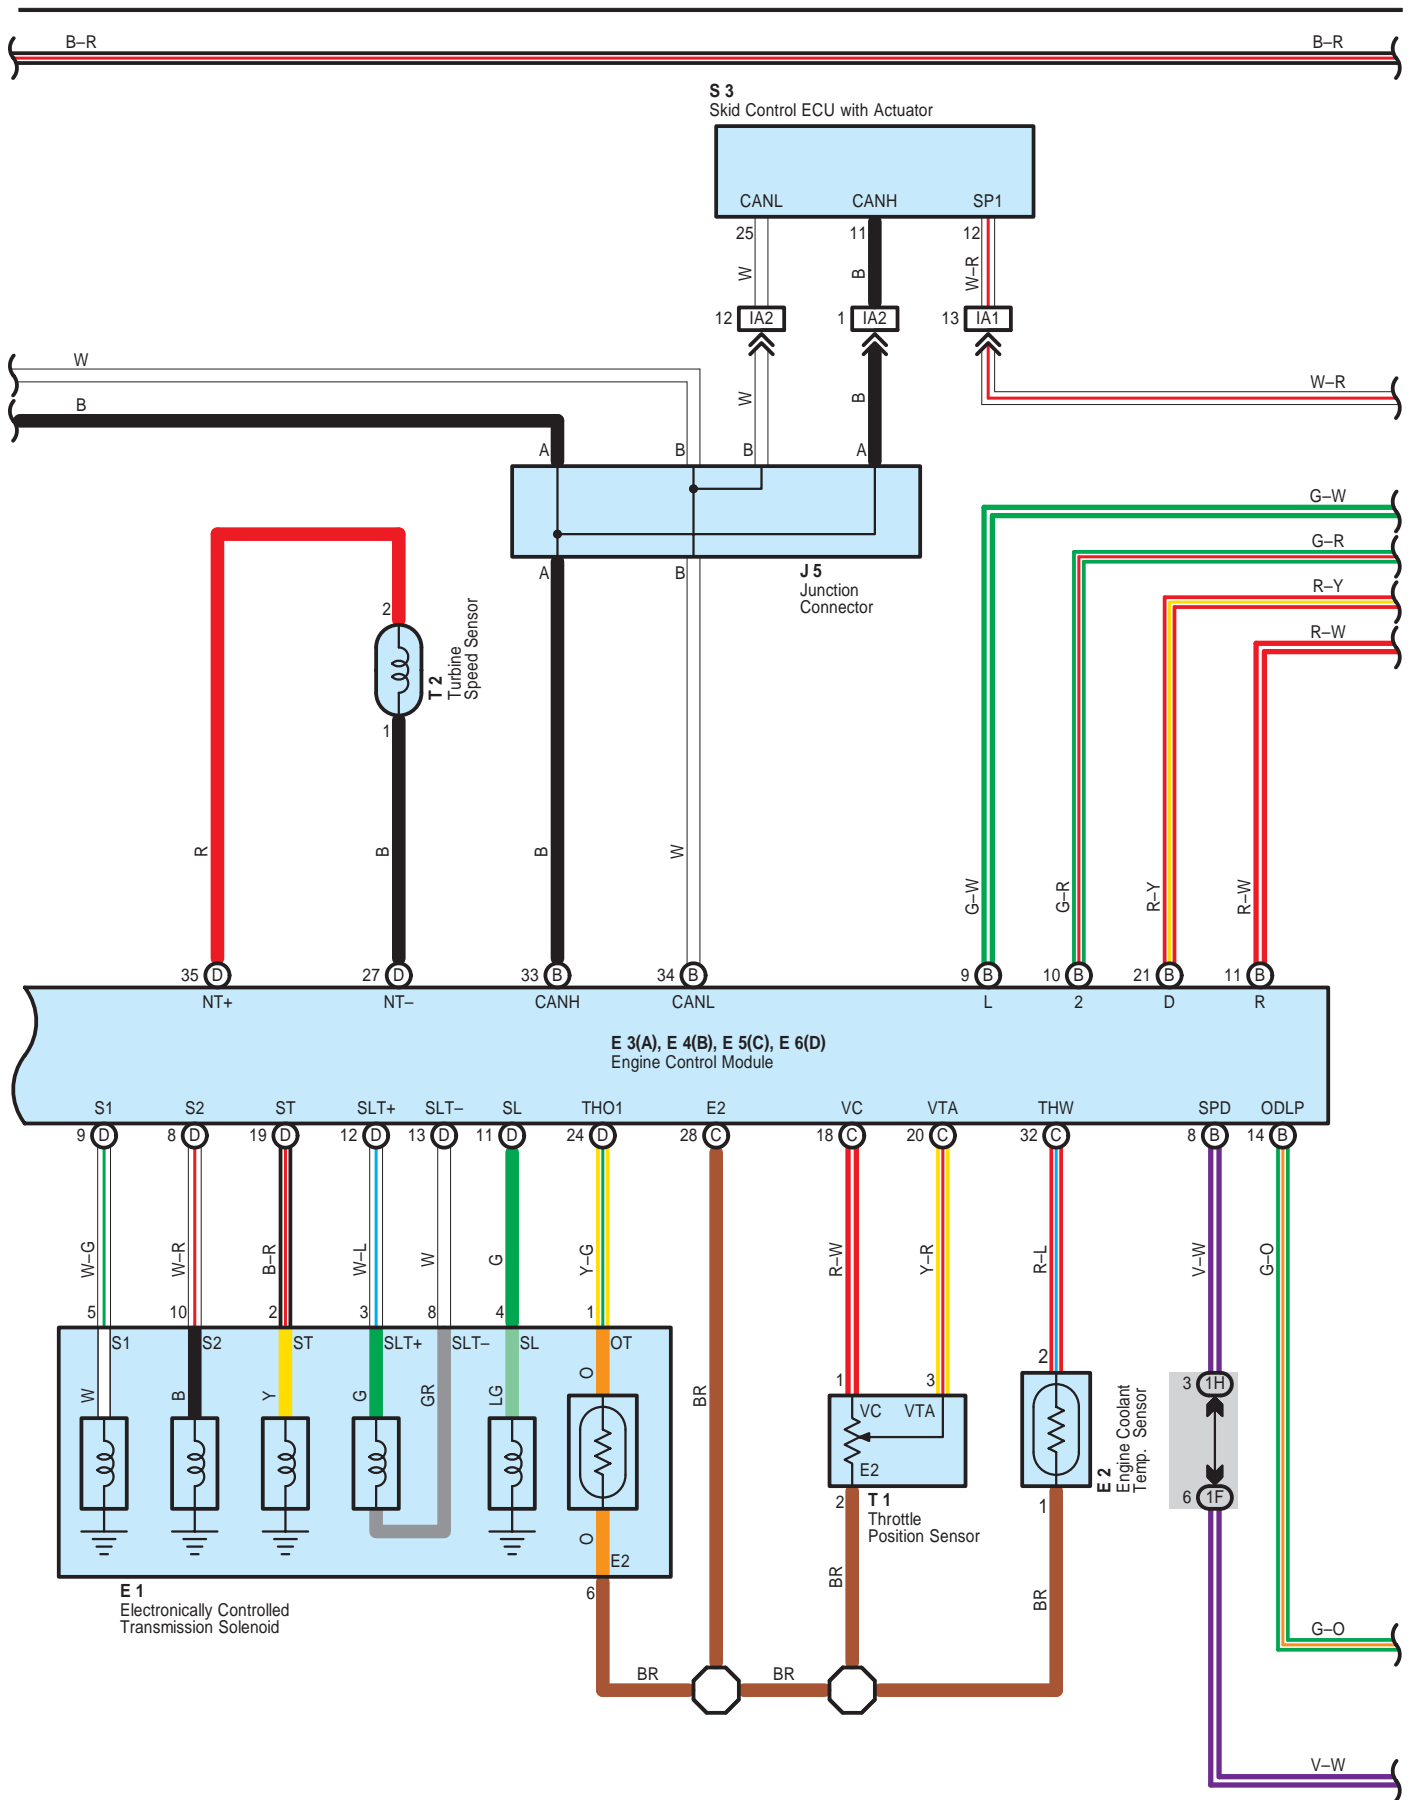 B–R B–R
S 3
Skid Control ECU with Actuator
CANL CANH SP1
25 11 12
W B W–R
12 IA2 1 IA2 13 IA1
W
W–R
B
W B
A B B A
G–W
G–R
J 5
Junction
Connector
A B
R–Y
R–W
2
T 2
Turbine
Speed Sensor
1
R B B W G–W G–R R–Y R–W
35 D 27 D 33 B 34 B 9 B 10 B 21 B 11 B
NT+ NT– CANH CANL L 2 D R
E 3(A), E 4(B), E 5(C), E 6(D)
Engine Control Module
S1 S2 ST SLT+ SLT– SL THO1 E2 VC VTA THW SPD ODLP
9 D 8 D 19 D 12 D 13 D 11 D 24 D 28 C 18 C 20 C 32 C 8 B 14 B
W–G W–R B–R W–L W G Y–G R–W Y–R R–L V–W G–O
5 10 2 3 8 4 1
S1 S2 ST SLT+ SLT– SL OT
2
W B Y G GR LG O BR
1 3
3 1H
VC VTA
E2
E 2
Engine Coolant
Temp. Sensor
2 1
6 1F
T 1
Throttle
Position Sensor
O
E2
6
BR BR
E 1
Electronically Controlled
Transmission Solenoid
G–O
BR BR
V–W